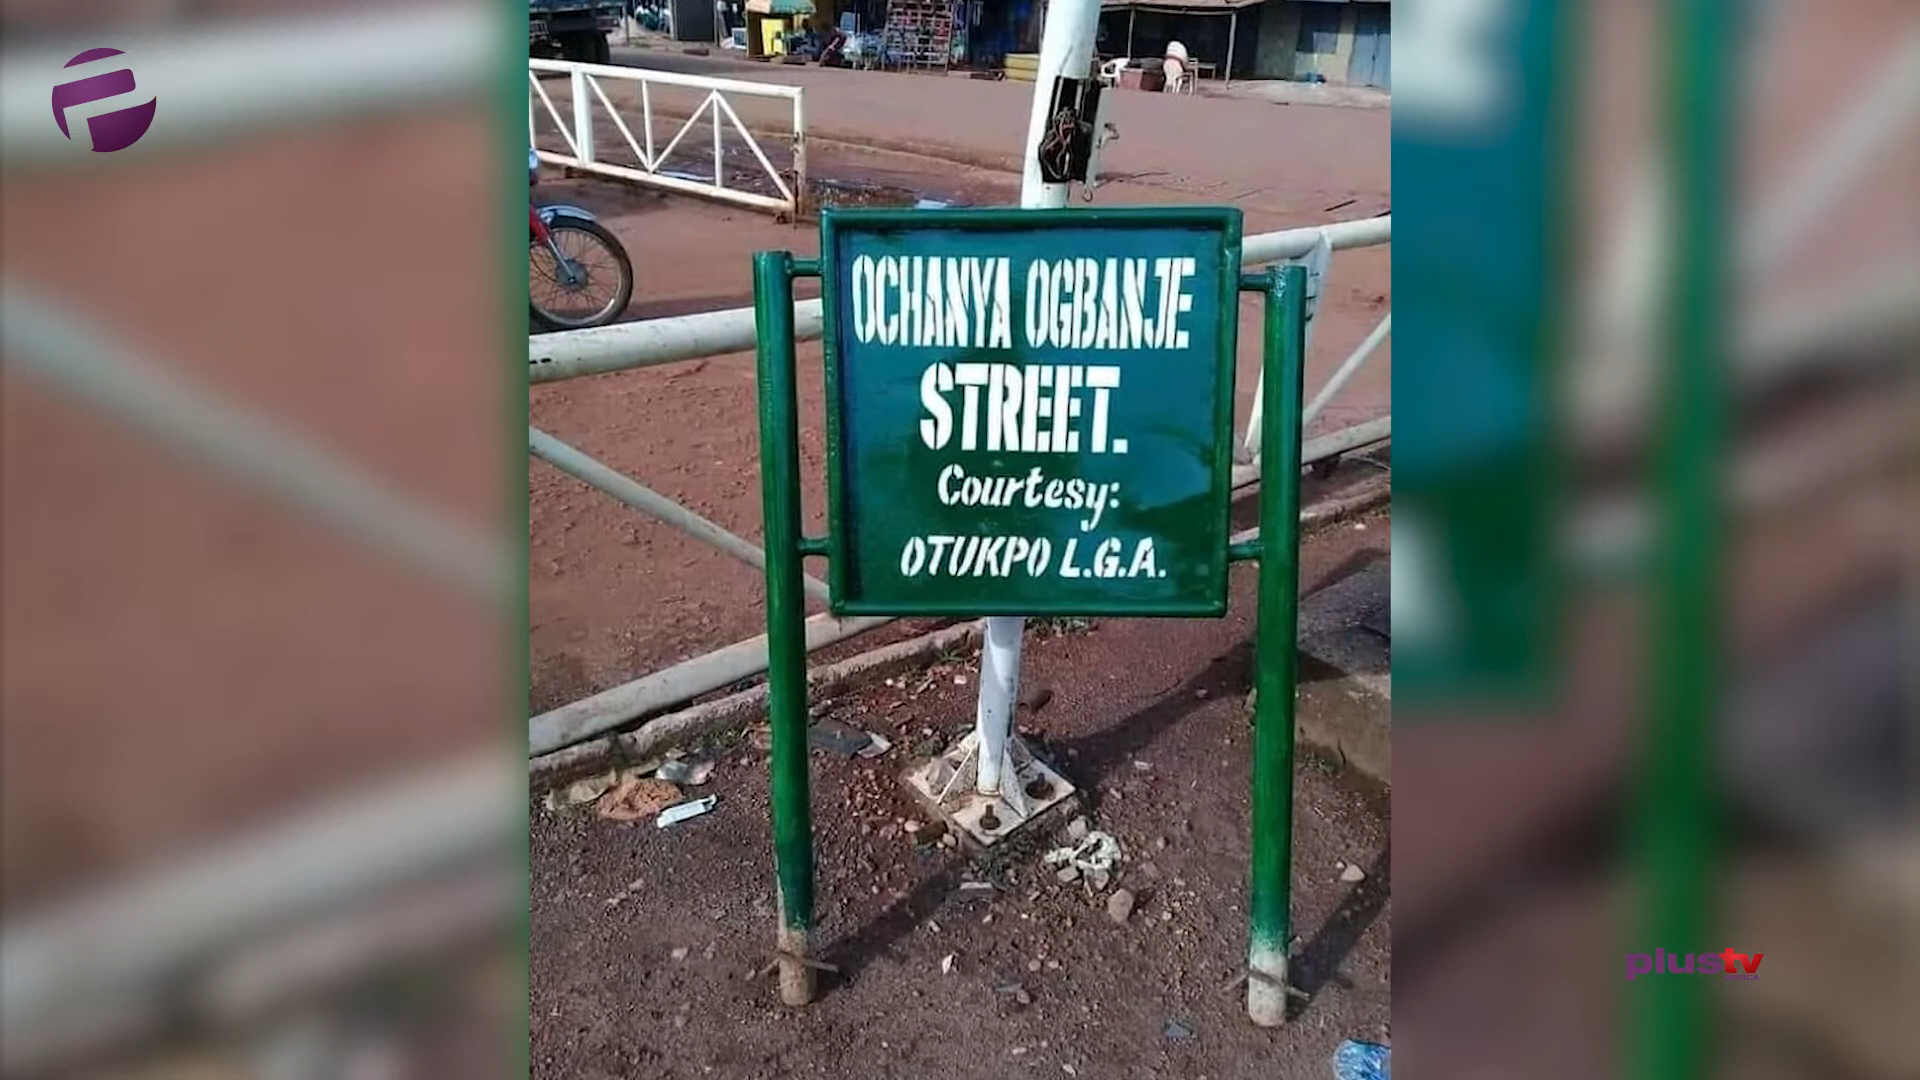 OCHANYA OGBANJE
STREET.
Courtesy:
OTUKPO L.G.A.
plustv